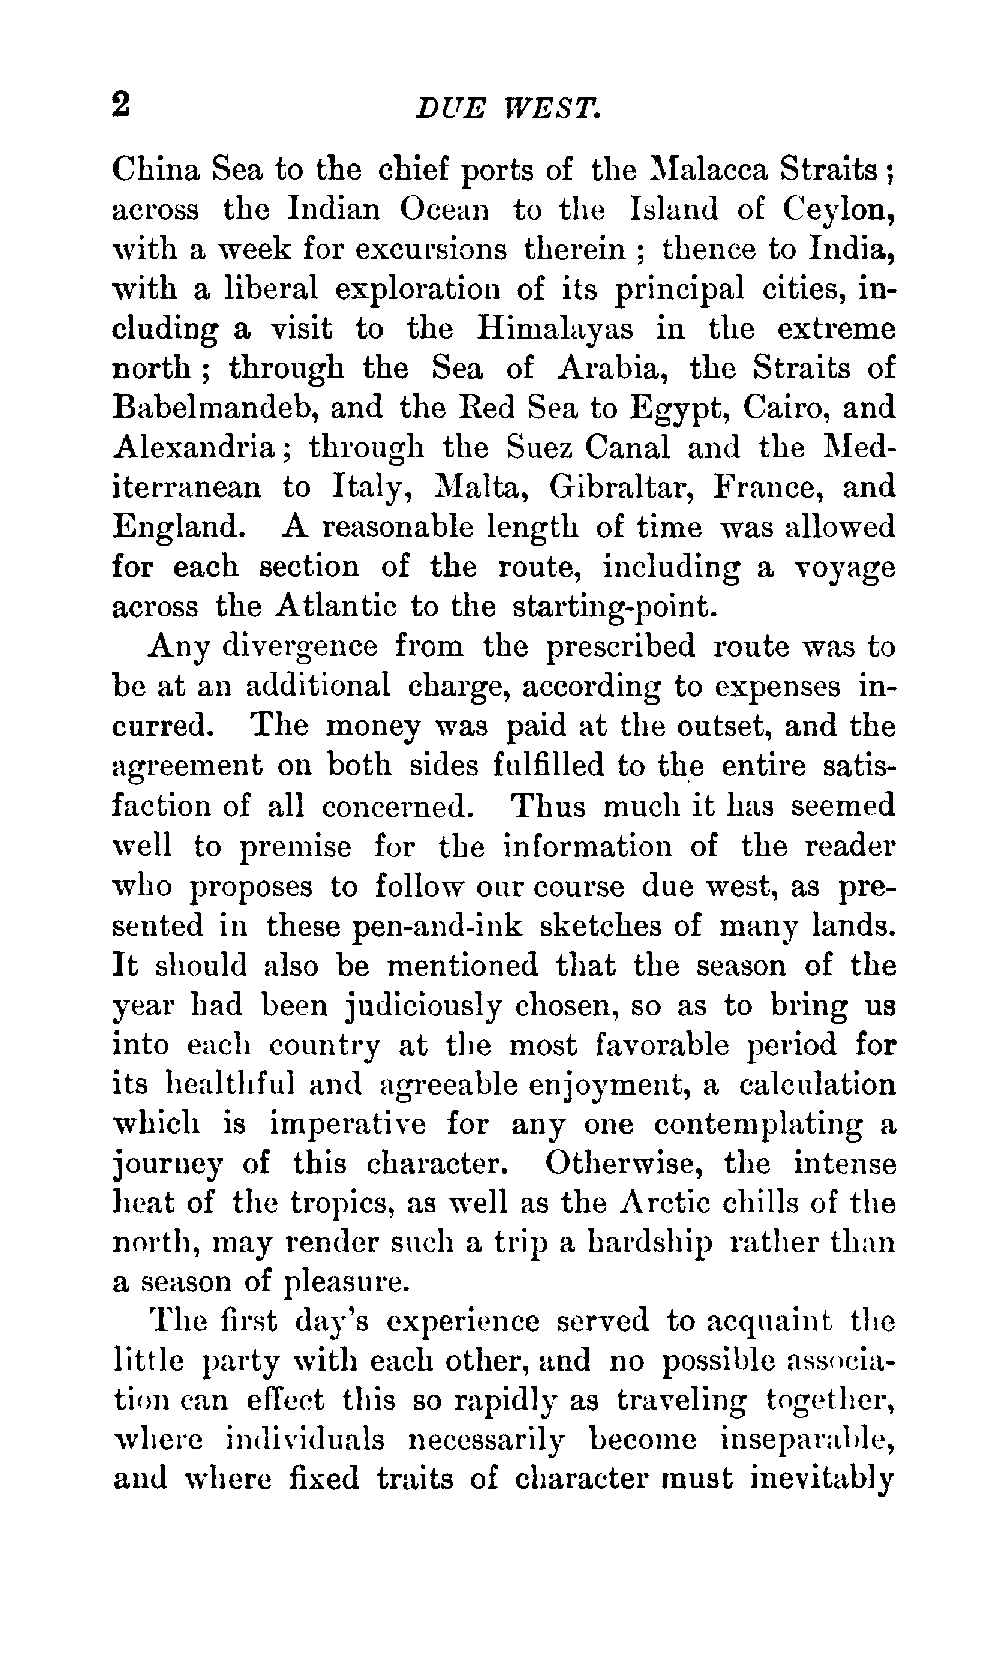 2 DUE WEST.
China Sea to the chief ports of the Malacca Straits;
across the Indian Ocean to the Island of Ceylon,
with a week for excursions therein ; thence to India,
with a liberal exploration of its principal cities, in-
cluding a visit to the Himalayas in the extreme
north ; through the Sea of Arabia, the Straits of
Babelmandeb, and the Red Sea to Egypt, Cairo, and
Alexandria; through the Suez Canal and the Med-
iterranean to Italy, Malta, Gibraltar, France, and
England. A reasonable length of time was allowed
for each section of the route, including a voyage
across the Atlantic to the starting-point.
Any divergence from the prescribed route was to
be at an additional charge, according to expenses in-
curred. The money was paid at the outset, and the
agreement on both sides fulfilled to the entire satis-
faction of all concerned. Thus much it has seemed
well to premise for the information of the reader
who proposes to follow our course due west, as pre-
sented in these pen-and-ink sketches of many lands.
It should also be mentioned that the season of the
year had been judiciously chosen, so as to bring us
into each country at the most favorable period for
its healthful and agreeable enjoyment, a calculation
which is imperative for any one contemplating a
journey of this character. Otherwise, the intense
heat of the tropics, as well as the Arctic chills of the
north, may render such a trip a hardship rather than
a season of pleasure.
The first day's experience served to acquaint the
little party with each other, and no possible associa-
tion can effect this so rapidly as traveling together,
where individuals necessarily become inseparable,
and where fixed traits of character must inevitably